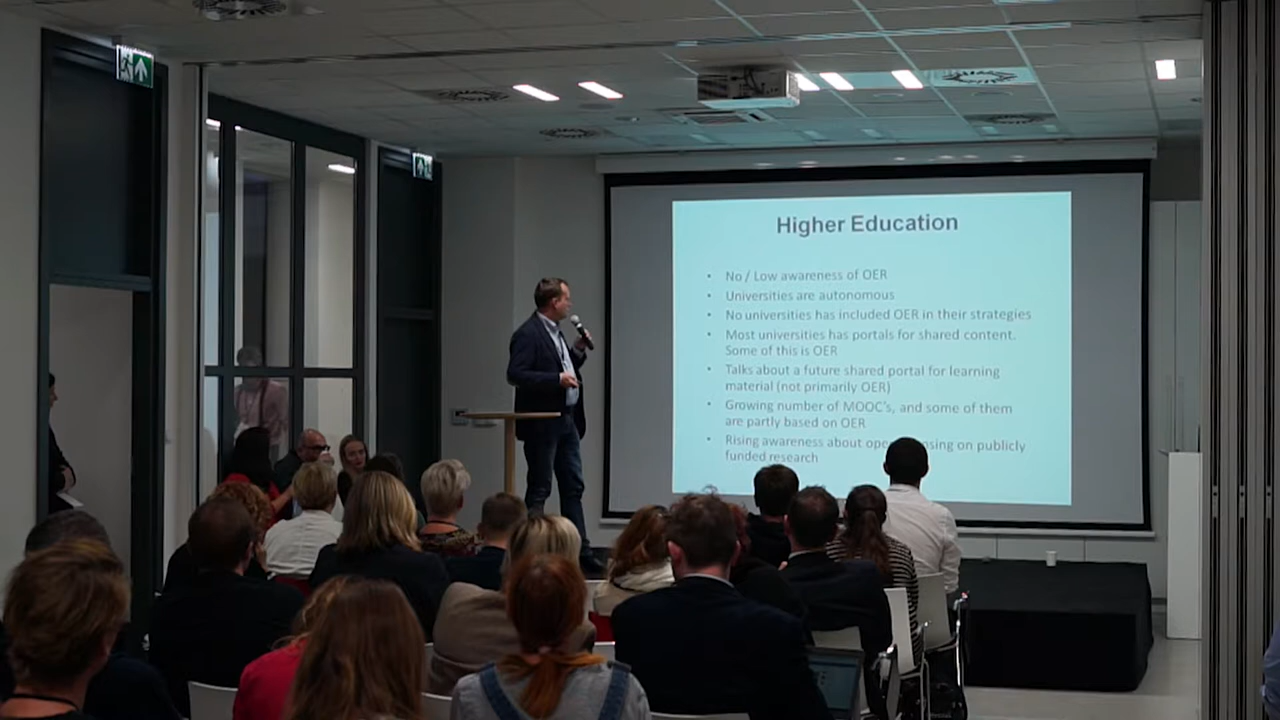 Higher Education
• No / Low awareness of OER
• Universities are autonomous
• No universities has included OER in their strategies
• Most universities has portals for shared content.
Some of this is OER
• Talks about a future shared portal for learning
material (not primarily OER)
• Growing number of MOOC's, and some of them
are partly based on OER
• Rising awareness about on publicly
funded research